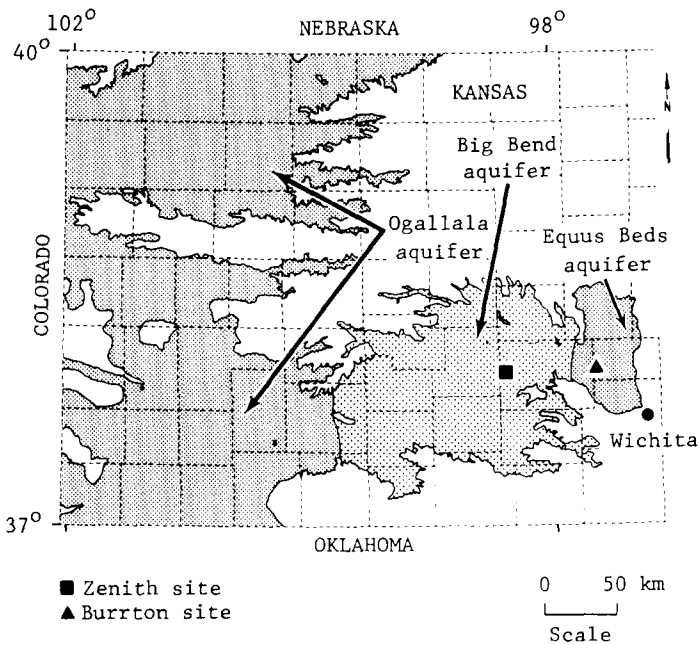 102°
NEBRASKA
98°
40°
KANSAS
N
Big Bend
aquifer
Ogallala
aquifer
Equus Beds
aquifer
COLORADO
Wichita
37°
OKLAHOMA
Zenith site
Burrton site
0 50 km
Scale